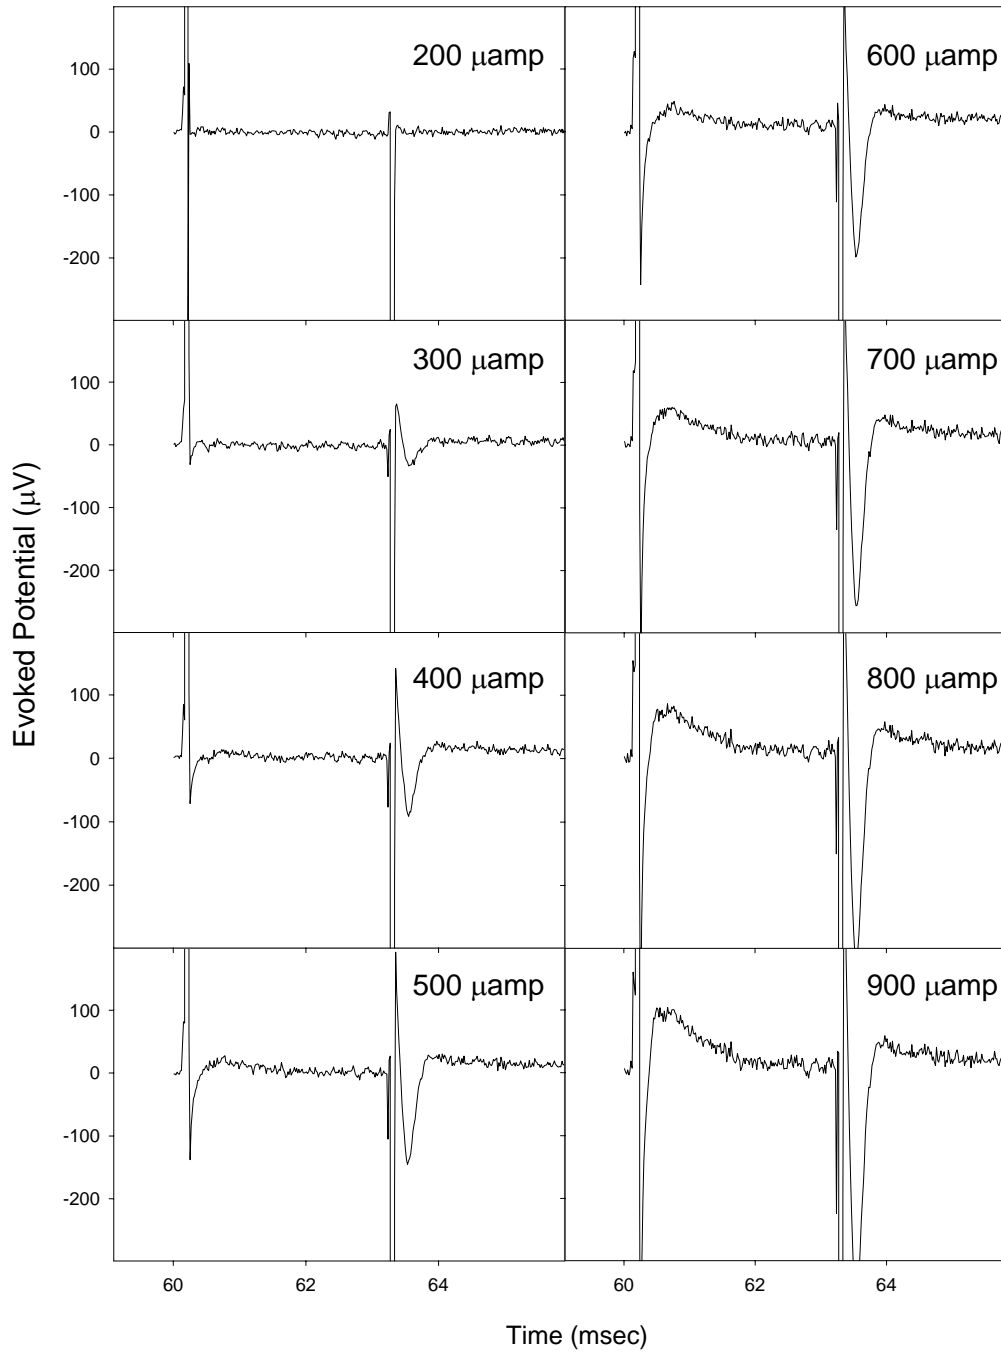 200 μamp
600 μamp
100
0
-100
-200
300 μamp
700 μamp
100
0
-100
-200
400 μamp
800 μamp
100
0
-100
-200
500 μamp
900 μamp
100
0
-100
-200
Evoked Potential (μV)
60 62 64 60 62 64
Time (msec)